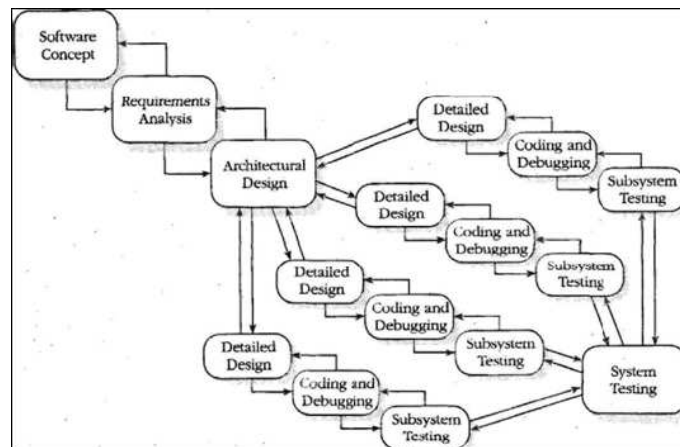 Software
Concept
Requirements
Analysis
Architectural
Design
Detailed
Design
Coding and
Debugging
Subsystem
Testing
Detailed
Design
Coding and
Debugging
Subsystem
Testing
Detailed
Design
Coding and
Debugging
Subsystem
Testing
Detailed
Design
Coding and
Debugging
Subsystem
Testing
System
Testing